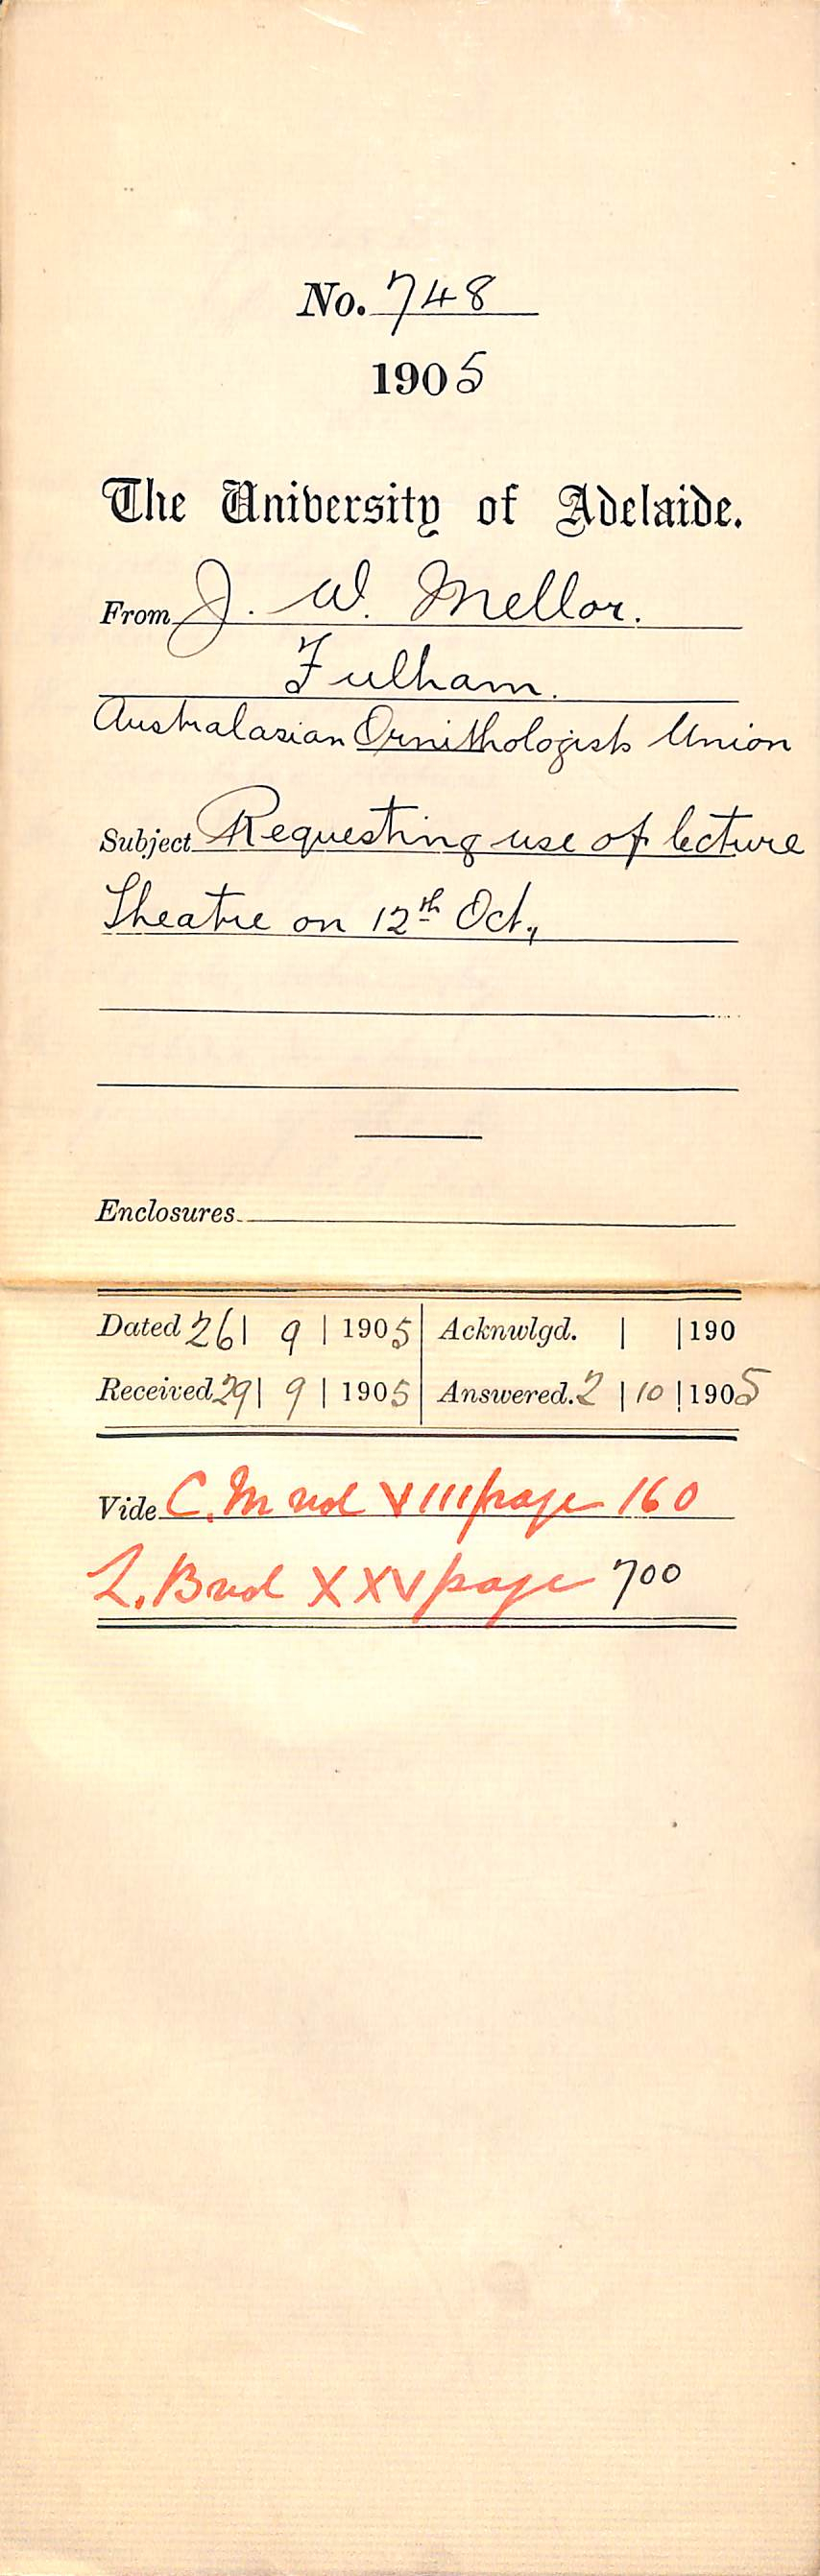 No. 748
1905
The University of Adelaide.
From J. W. Mellor.
Fulham.
Australasian Ornithologists Union
Subject Requesting use of lecture
Theatre on 12th Oct.,
Enclosures
Dated 26 | 9 | 1905 | Acknwlgd. | | 190
Received 29 | 9 | 1905 | Answered. 2 | 10 | 1905
Vide C.M vol VIII page 160
L.B vol XXV page 700